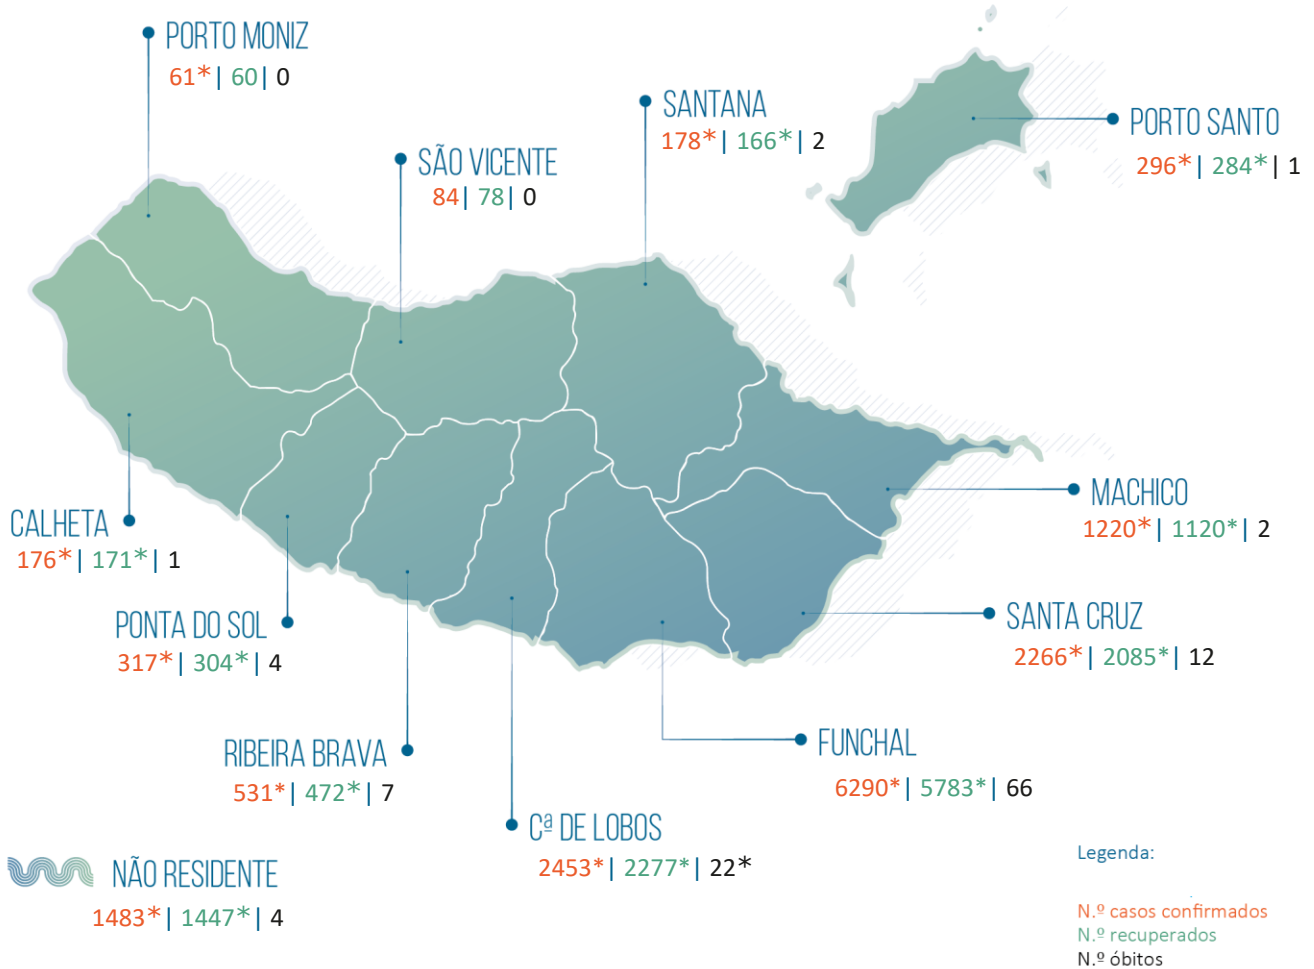 PORTO MONIZ
61*| 60| 0
SANTANA
178*| 166*| 2
PORTO SANTO
296*| 284*| 1
SÃO VICENTE
84| 78| 0
MACHICO
1220*| 1120*| 2
CALHETA
176*| 171*| 1
PONTA DO SOL
317*| 304*| 4
SANTA CRUZ
2266*| 2085*| 12
RIBEIRA BRAVA
531*| 472*| 7
FUNCHAL
6290*| 5783*| 66
Cª DE LOBOS
2453*| 2277*| 22*
NÃO RESIDENTE
1483*| 1447*| 4
Legenda:
N.º casos confirmados
N.º recuperados
N.º óbitos